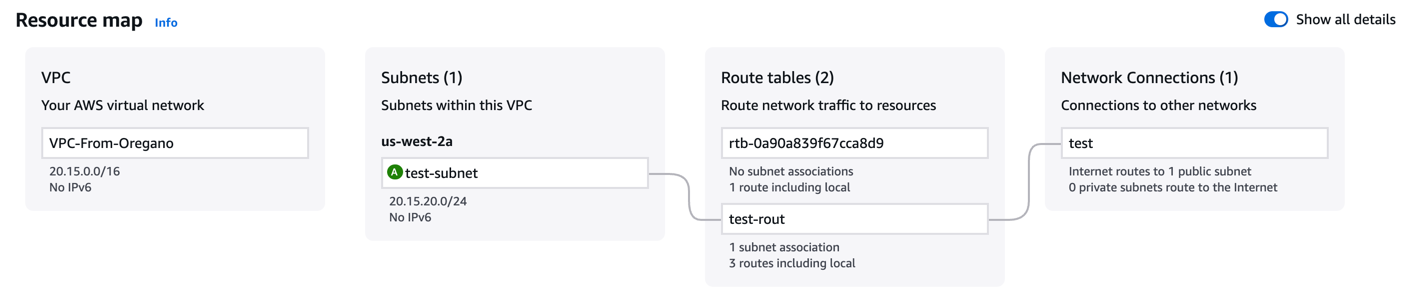 Resource map Info
Show all details
VPC
Your AWS virtual network
VPC-From-Oregano
20.15.0.0/16
No IPv6
Subnets (1)
Subnets within this VPC
us-west-2a
A test-subnet
20.15.20.0/24
No IPv6
Route tables (2)
Route network traffic to resources
rtb-0a90a839f67cca8d9
No subnet associations
1 route including local
test-rout
1 subnet association
3 routes including local
Network Connections (1)
Connections to other networks
test
Internet routes to 1 public subnet
0 private subnets route to the Internet